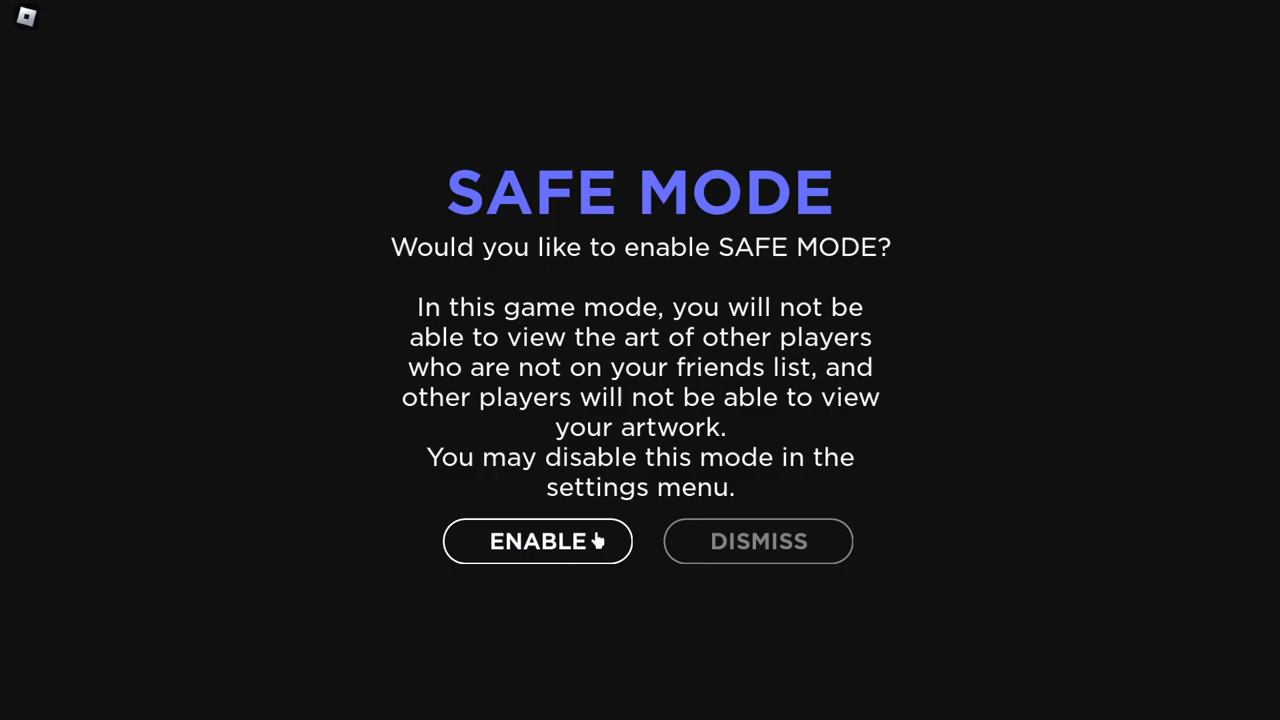 SAFE MODE
Would you like to enable SAFE MODE?
In this game mode, you will not be
able to view the art of other players
who are not on your friends list, and
other players will not be able to view
your artwork.
You may disable this mode in the
settings menu.
ENABLE
DISMISS